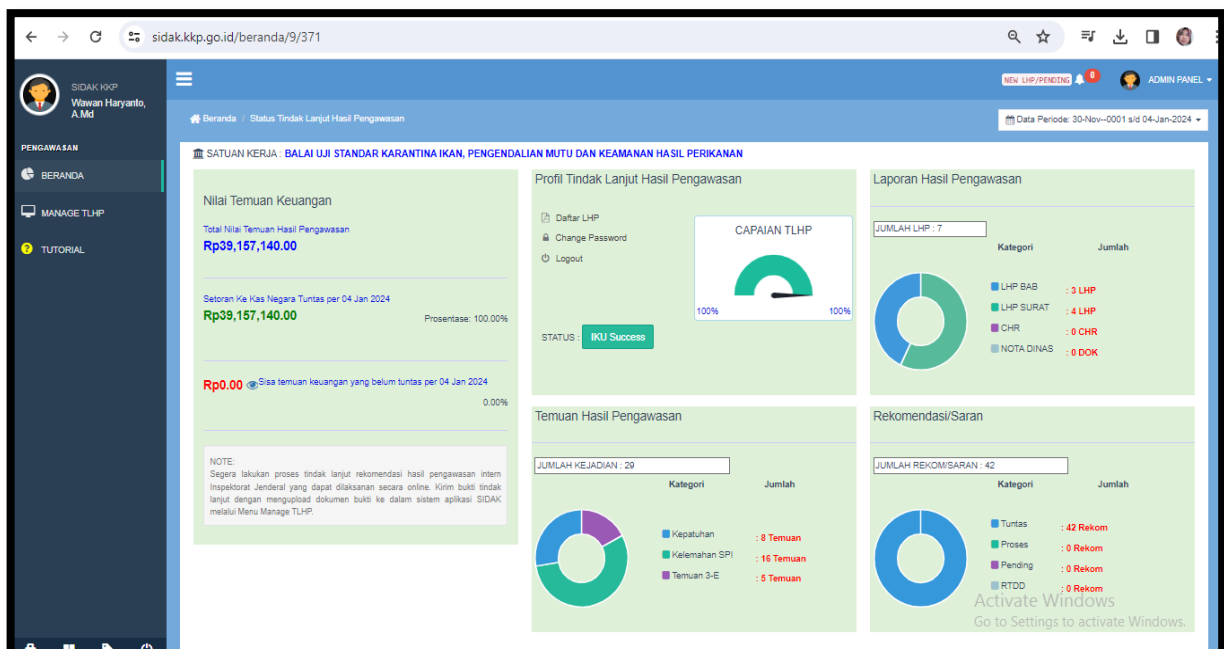 sidak.kkp.go.id/beranda/9/371
SIDAK KKP
Wawan Haryanto,
A.Md
NEW LHP/PENDING 0
ADMIN PANEL
Beranda / Status Tindak Lanjut Hasil Pengawasan
Data Periode: 30-Nov--0001 s/d 04-Jan-2024
PENGAWASAN
BERANDA
MANAGE TLHP
TUTORIAL
SATUAN KERJA : BALAI UJI STANDAR KARANTINA IKAN, PENGENDALIAN MUTU DAN KEAMANAN HASIL PERIKANAN
Nilai Temuan Keuangan
Total Nilai Temuan Hasil Pengawasan
Rp39,157,140.00
Setoran Ke Kas Negara Tuntas per 04 Jan 2024
Rp39,157,140.00
Prosentase: 100.00%
Rp0.00 Sisa temuan keuangan yang belum tuntas per 04 Jan 2024
0.00%
NOTE:
Segera lakukan proses tindak lanjut rekomendasi hasil pengawasan intern
Inspektorat Jenderal yang dapat dilaksanan secara online. Kirim bukti tindak
lanjut dengan mengupload dokumen bukti ke dalam sistem aplikasi SIDAK
melalui Menu Manage TLHP.
Profil Tindak Lanjut Hasil Pengawasan
Daftar LHP
Change Password
Logout
CAPAIAN TLHP
100% 100%
STATUS : IKU Success
Laporan Hasil Pengawasan
JUMLAH LHP : 7
Kategori Jumlah
LHP BAB : 3 LHP
LHP SURAT : 4 LHP
CHR : 0 CHR
NOTA DINAS : 0 DOK
Temuan Hasil Pengawasan
JUMLAH KEJADIAN : 29
Kategori Jumlah
Kepatuhan : 8 Temuan
Kelemahan SPI : 16 Temuan
Temuan 3-E : 5 Temuan
Rekomendasi/Saran
JUMLAH REKOM/SARAN : 42
Kategori Jumlah
Tuntas : 42 Rekom
Proses : 0 Rekom
Pending : 0 Rekom
RTDD : 0 Rekom
Activate Windows
Go to Settings to activate Windows.